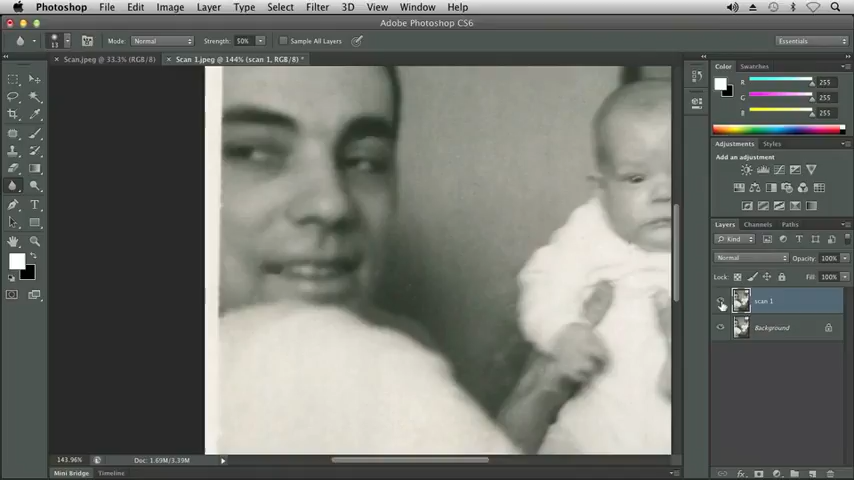 Photoshop File Edit Image Layer Type Select Filter 3D View Window Help
Adobe Photoshop CS6
13 Mode: Normal Strength: 50% Sample All Layers Essentials
× Scan.jpeg @ 33.3% (RGB/8) × Scan 1.jpeg @ 144% (scan 1, RGB/8) *
Color Swatches
R 255
G 255
B 255
Adjustments Styles
Add an adjustment
Layers Channels Paths
Kind
Normal Opacity: 100%
Lock: Fill: 100%
scan 1
Background
143.96% Doc: 1.69M/3.39M
Mini Bridge Timeline